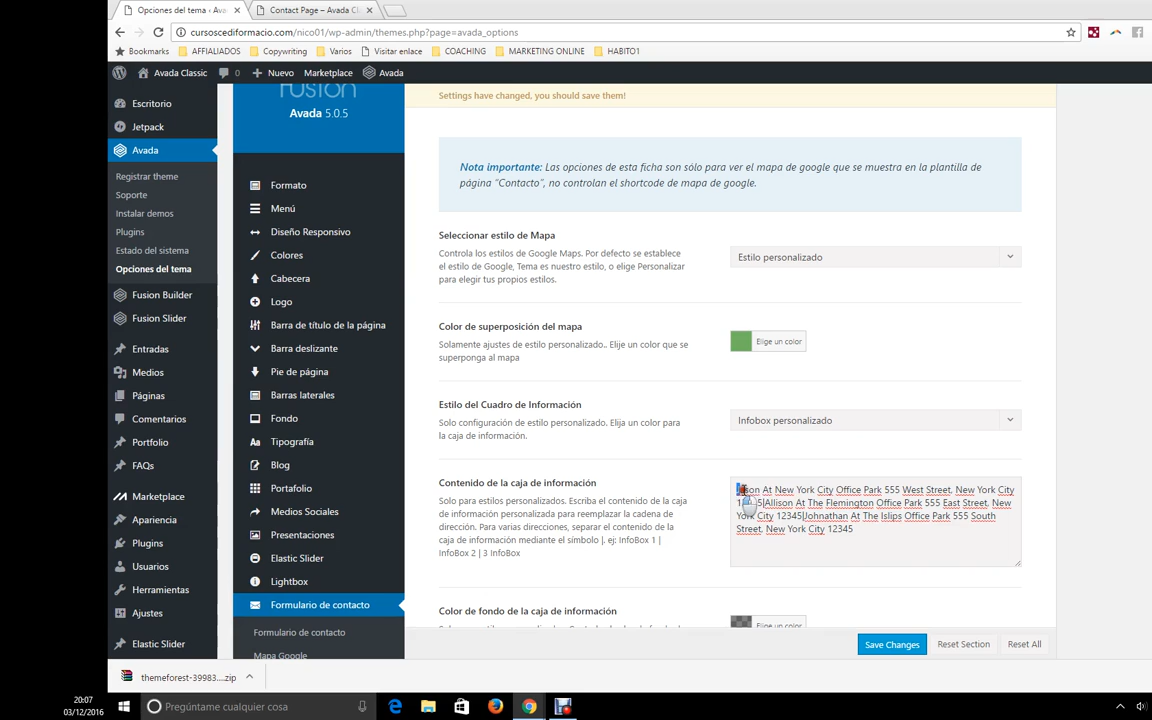 Opciones del tema ‹ Av
Contact Page – Avada Cl
cursoscediformacio.com/nico01/wp-admin/themes.php?page=avada_options
Bookmarks
AFFIALIADOS
Copywriting
Varios
Visitar enlace
COACHING
MARKETING ONLINE
HABITO1
Avada Classic
0
Nuevo
Marketplace
Avada
Escritorio
Jetpack
Avada
Registrar theme
Soporte
Instalar demos
Plugins
Estado del sistema
Opciones del tema
Fusion Builder
Fusion Slider
Entradas
Medios
Páginas
Comentarios
Portfolio
FAQs
Marketplace
Apariencia
Plugins
Usuarios
Herramientas
Ajustes
Elastic Slider
Fusion
Avada 5.0.5
Formato
Menú
Diseño Responsivo
Colores
Cabecera
Logo
Barra de título de la página
Barra deslizante
Pie de página
Barras laterales
Fondo
Tipografía
Blog
Portafolio
Medios Sociales
Presentaciones
Elastic Slider
Lightbox
Formulario de contacto
Formulario de contacto
Mapa Google
Settings have changed, you should save them!
Nota importante: Las opciones de esta ficha son sólo para ver el mapa de google que se muestra en la plantilla de
página “Contacto”, no controlan el shortcode de mapa de google.
Seleccionar estilo de Mapa
Controla los estilos de Google Maps. Por defecto se establece
el estilo de Google, Tema es nuestro estilo, o elige Personalizar
para elegir tus propios estilos.
Estilo personalizado
Color de superposición del mapa
Solamente ajustes de estilo personalizado.. Elije un color que se
superponga al mapa
Elige un color
Estilo del Cuadro de Información
Solo configuración de estilo personalizado. Elija un color para
la caja de información.
Infobox personalizado
Contenido de la caja de información
Solo para estilos personalizados. Escriba el contenido de la caja
de información personalizada para reemplazar la cadena de
dirección. Para varias direcciones, separar el contenido de la
caja de información mediante el símbolo |. ej: InfoBox 1 |
InfoBox 2 | 3 InfoBox
At New York City Office Park 555 West Street, New York City
Allison At The Flemington Office Park 555 East Street, New
York City 12345|Johnathan At The Islips Office Park 555 South
Street, New York City 12345
Color de fondo de la caja de información
Elige un color
Save Changes
Reset Section
Reset All
themeforest-39983....zip
20:07
03/12/2016
Pregúntame cualquier cosa